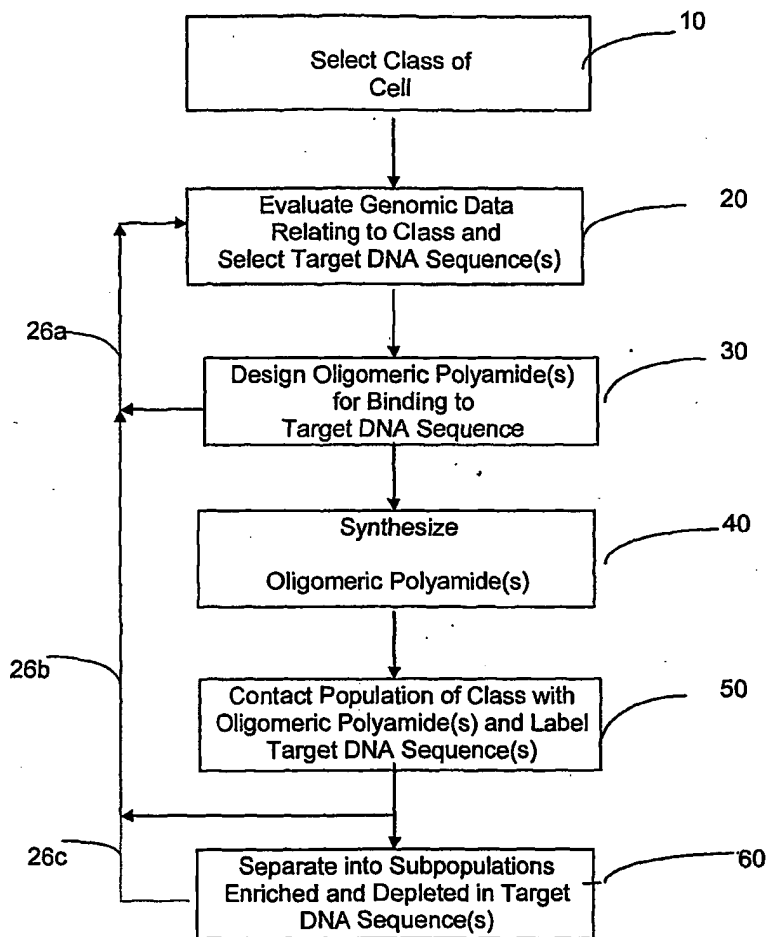 10
Select Class of
Cell
20
Evaluate Genomic Data
Relating to Class and
Select Target DNA Sequence(s)
26a
30
Design Oligomeric Polyamide(s)
for Binding to
Target DNA Sequence
40
Synthesize
Oligomeric Polyamide(s)
26b
50
Contact Population of Class with
Oligomeric Polyamide(s) and Label
Target DNA Sequence(s)
26c
60
Separate into Subpopulations
Enriched and Depleted in Target
DNA Sequence(s)